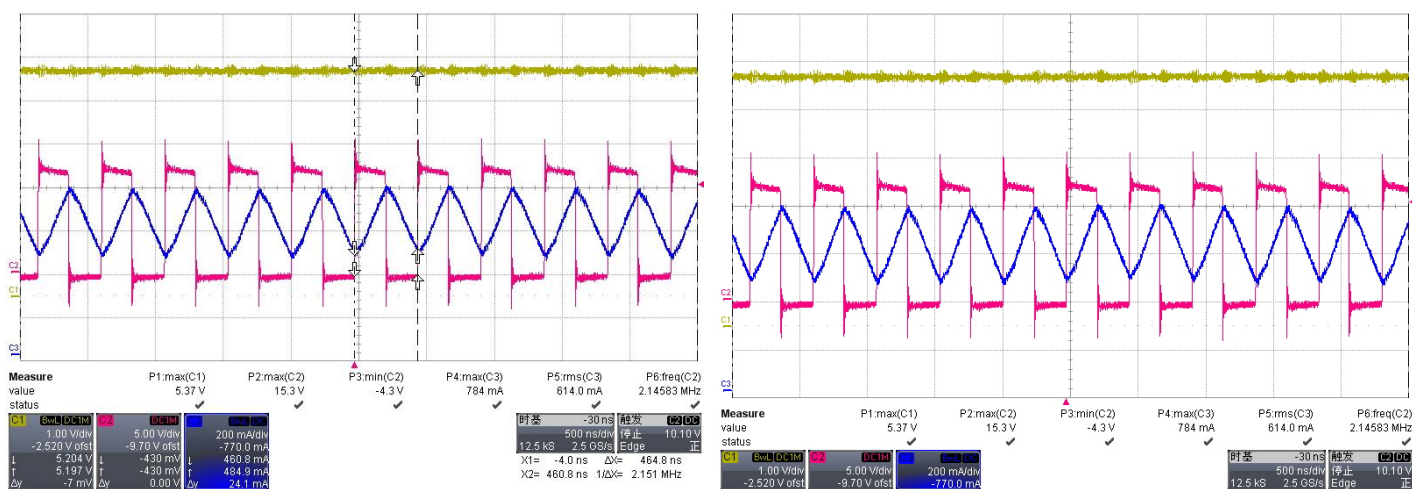 C2
C1
C3
Measure P1:max(C1) P2:max(C2) P3:min(C2) P4:max(C3) P5:rms(C3) P6:freq(C2)
value 5.37 V 15.3 V -4.3 V 784 mA 614.0 mA 2.14583 MHz
status
C1 BwL DC1M
1.00 V/div
-2.520 V ofst
5.204 V
5.197 V
Δy -7 mV
C2 DC1M
5.00 V/div
-9.70 V ofst
-430 mV
-430 mV
Δy 0.00 V
BwL DC
200 mA/div
-770.0 mA
460.8 mA
484.9 mA
Δy 24.1 mA
时基 -30 ns
500 ns/div
12.5 kS 2.5 GS/s
触发 C2 DC
停止 10.10 V
Edge 正
X1= -4.0 ns ΔX= 464.8 ns
X2= 460.8 ns 1/ΔX= 2.151 MHz
C2
C1
C3
Measure P1:max(C1) P2:max(C2) P3:min(C2) P4:max(C3) P5:rms(C3) P6:freq(C2)
value 5.37 V 15.3 V -4.3 V 784 mA 614.0 mA 2.14583 MHz
status
C1 BwL DC1M
1.00 V/div
-2.520 V ofst
C2 DC1M
5.00 V/div
-9.70 V ofst
BwL DC
200 mA/div
-770.0 mA
时基 -30 ns
500 ns/div
12.5 kS 2.5 GS/s
触发 C2 DC
停止 10.10 V
Edge 正